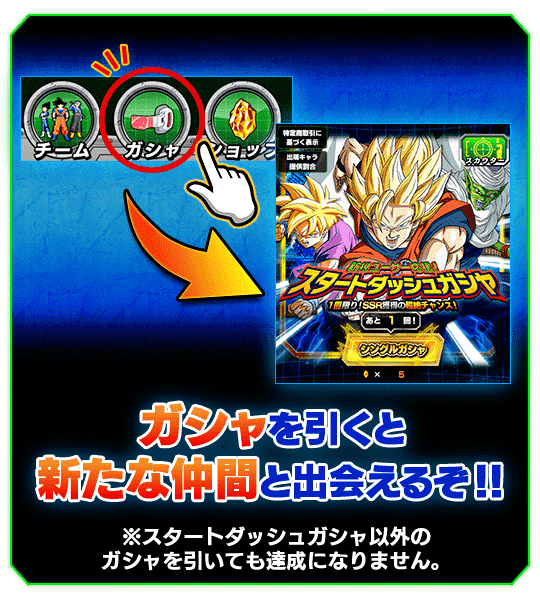 チーム
ガシャ
ショップ
特定商取引に
基づく表示
出現キャラ
提供割合
スカウター
スタートダッシュガシャ
1回限り!SSR獲得の超絶チャンス!
あと 1 回!
シングルガシャ
× 5
ガシャを引くと
新たな仲間と出会えるぞ!!
※スタートダッシュガシャ以外の
ガシャを引いても達成になりません。